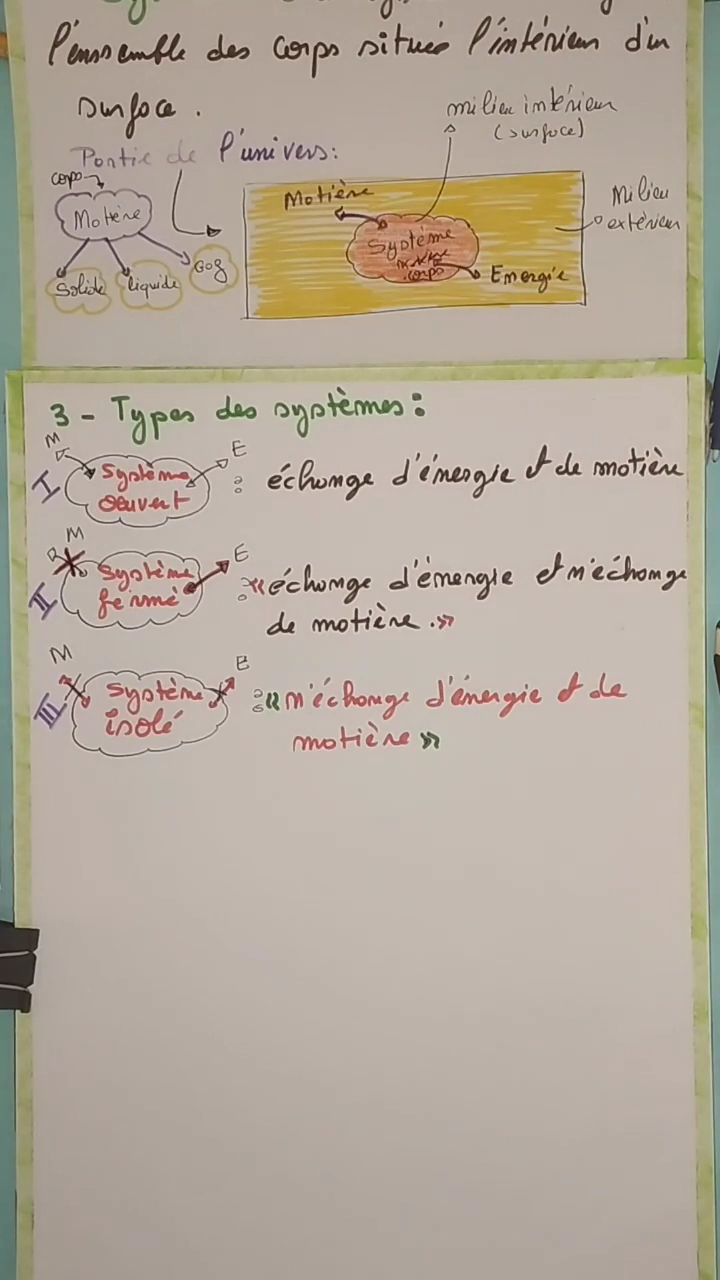 l'ensemble des corps situés l'intérieur d'un
surface.
Partie de l'univers:
milieu intérieur
(surface)
corps
Matière
Solide
liquide
Gaz
Matière
Système
corps
Energie
Milieu
extérieur
3 - Types des systèmes:
I
M
Système
ouvert
E
: échange d'énergie et de matière
II
M
Système
fermé
E
: «échange d'énergie et n'échange
de matière.»
III
M
Système
isolé
E
: «n'échange d'énergie et de
matière»